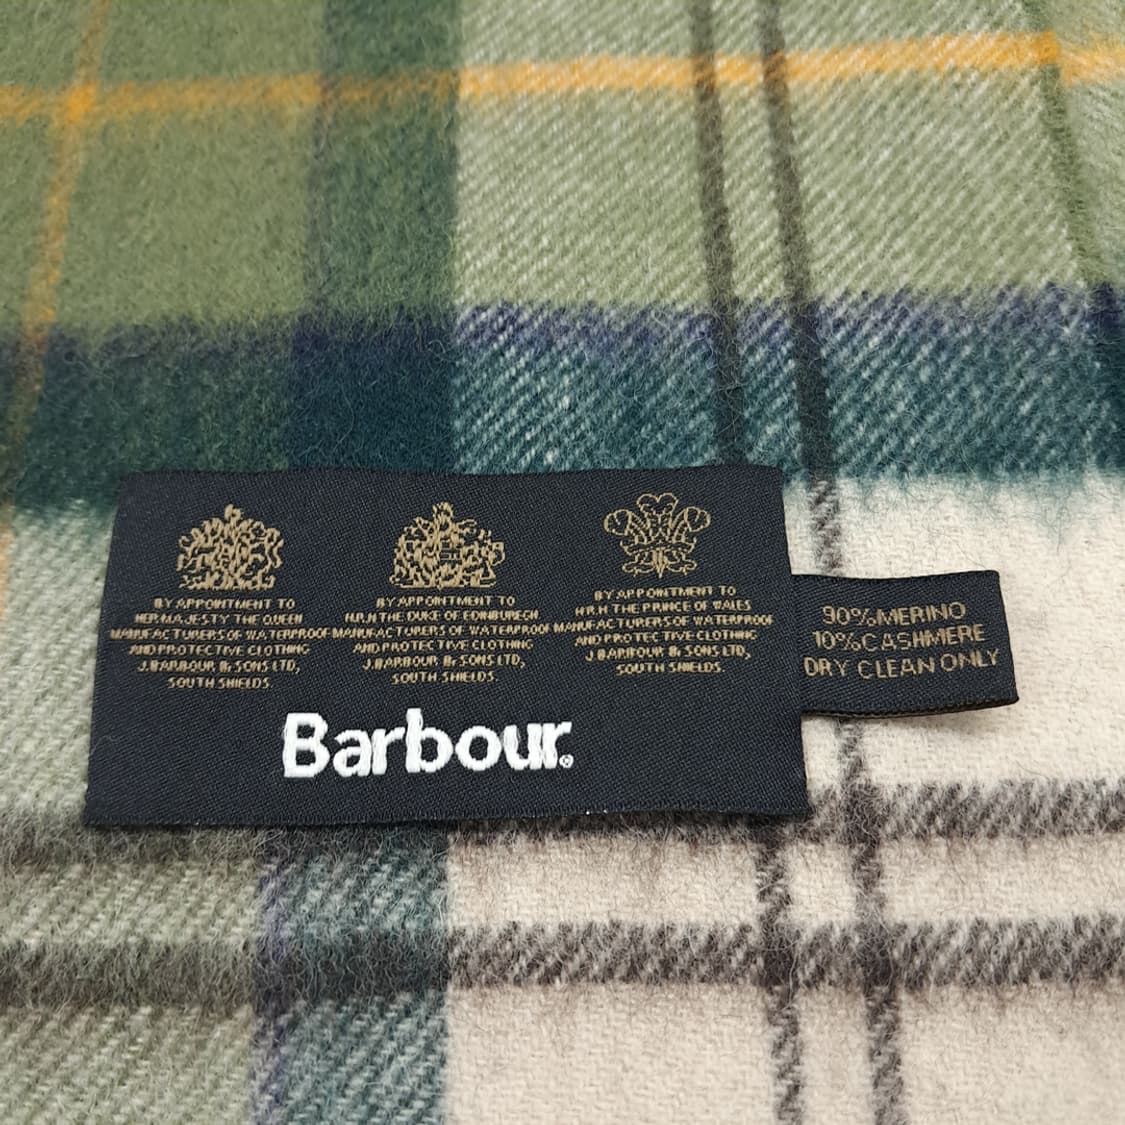 BY APPOINTMENT TO
HER MAJESTY THE QUEEN
MANUFACTURERS OF WATERPROOF
AND PROTECTIVE CLOTHING
J.BARBOUR & SONS LTD,
SOUTH SHIELDS.
BY APPOINTMENT TO
H.R.H THE DUKE OF EDINBURGH
MANUFACTURERS OF WATERPROOF
AND PROTECTIVE CLOTHING
J.BARBOUR & SONS LTD,
SOUTH SHIELDS.
BY APPOINTMENT TO
H.R.H THE PRINCE OF WALES
MANUFACTURERS OF WATERPROOF
AND PROTECTIVE CLOTHING
J.BARBOUR & SONS LTD,
SOUTH SHIELDS.
Barbour®
90%MERINO
10%CASHMERE
DRY CLEAN ONLY